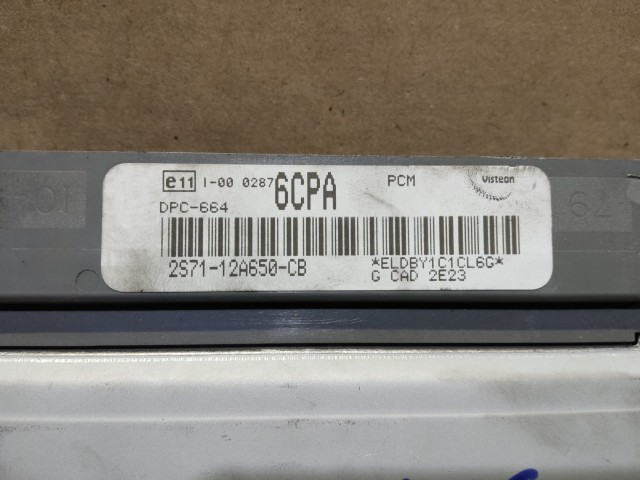 e11 I-00 0287 6CPA PCM Visteon
DPC-664
2S71-12A650-CB *ELDBY1C1CL6G*
G CAD 2E23